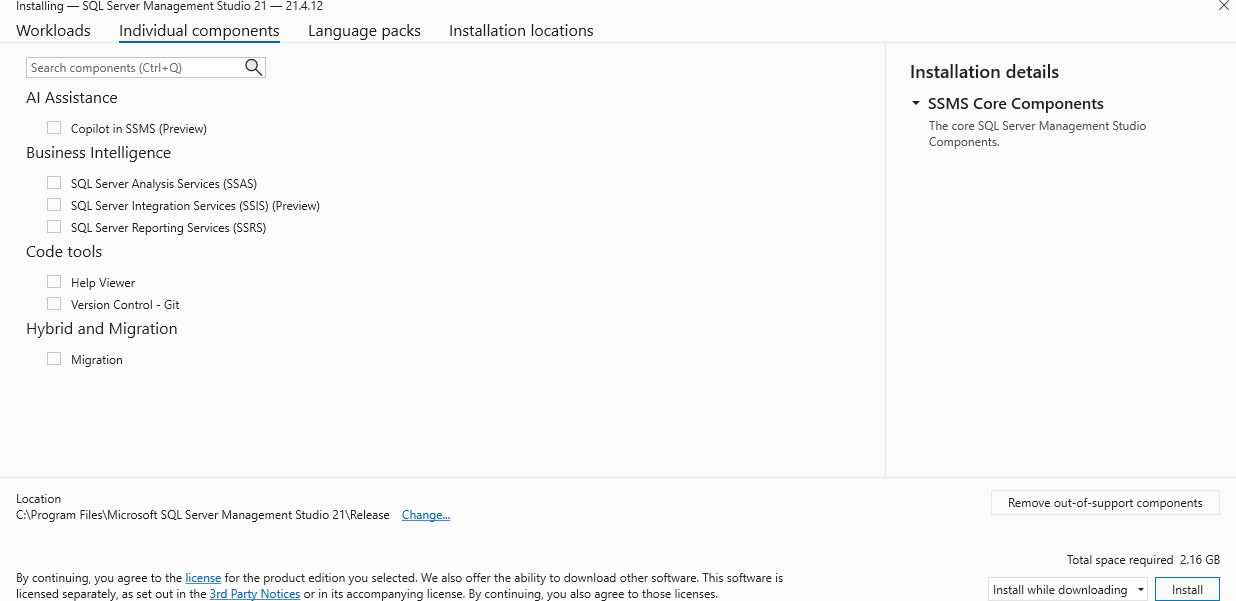 Installing — SQL Server Management Studio 21 — 21.4.12
Workloads
Individual components
Language packs
Installation locations
Search components (Ctrl+Q)
AI Assistance
Copilot in SSMS (Preview)
Business Intelligence
SQL Server Analysis Services (SSAS)
SQL Server Integration Services (SSIS) (Preview)
SQL Server Reporting Services (SSRS)
Code tools
Help Viewer
Version Control - Git
Hybrid and Migration
Migration
Installation details
SSMS Core Components
The core SQL Server Management Studio
Components.
Location
C:\Program Files\Microsoft SQL Server Management Studio 21\Release Change...
Remove out-of-support components
Total space required 2.16 GB
By continuing, you agree to the license for the product edition you selected. We also offer the ability to download other software. This software is
licensed separately, as set out in the 3rd Party Notices or in its accompanying license. By continuing, you also agree to those licenses.
Install while downloading
Install